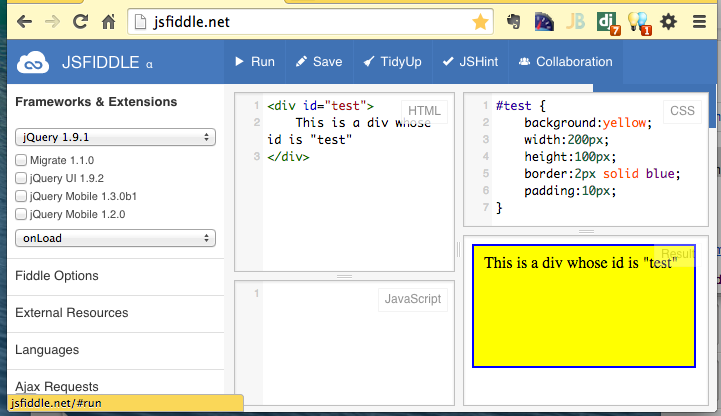 jsfiddle.net
JB
7
1
JSFIDDLE α
Run
Save
TidyUp
JSHint
Collaboration
Frameworks & Extensions
jQuery 1.9.1
Migrate 1.1.0
jQuery UI 1.9.2
jQuery Mobile 1.3.0b1
jQuery Mobile 1.2.0
onLoad
Fiddle Options
External Resources
Languages
Ajax Requests
jsfiddle.net/#run
HTML
1 <div id="test">
2 This is a div whose
id is "test"
3 </div>
CSS
1 #test {
2 background:yellow;
3 width:200px;
4 height:100px;
5 border:2px solid blue;
6 padding:10px;
7 }
JavaScript
1
Result
This is a div whose id is "test"